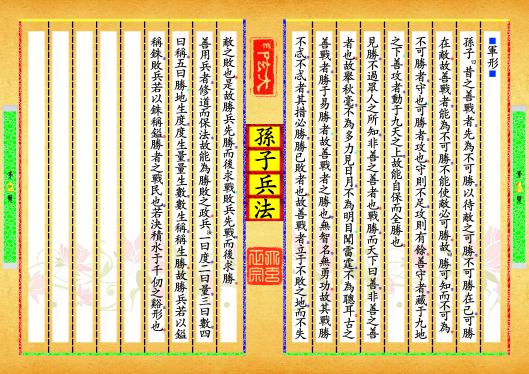 軍形
孫子。昔之善戰者先為不可勝以待敵之可勝不可勝在己可勝
在敵故善戰者能為不可勝不能使敵必可勝故。勝可知而不可為
不可勝者守也可勝者攻也守則不足攻則有餘善守者藏于九地
之下善攻者動于九天之上故能自保而全勝也
見勝不過眾人之所知非善之善者也戰勝而天下曰善非善之善
者也故舉秋毫不為多力見日月不為明目聞雷霆不為聰耳古之
善戰者勝于易勝者故善戰者之勝也無智名無勇功故其戰勝
不忒不忒者其措必勝勝已敗者也故善戰者立于不敗之地而不失
孫子兵法
敵之敗也是故勝兵先勝而後求戰敗兵先戰而後求勝
善用兵者修道而保法故能為勝敗之政兵。一曰度二曰量三曰數四
曰稱五曰勝地生度度生量量生數數生稱稱生勝故勝兵若以鎰
稱銖敗兵若以銖稱鎰勝者之戰民也若決積水于千仞之谿形也